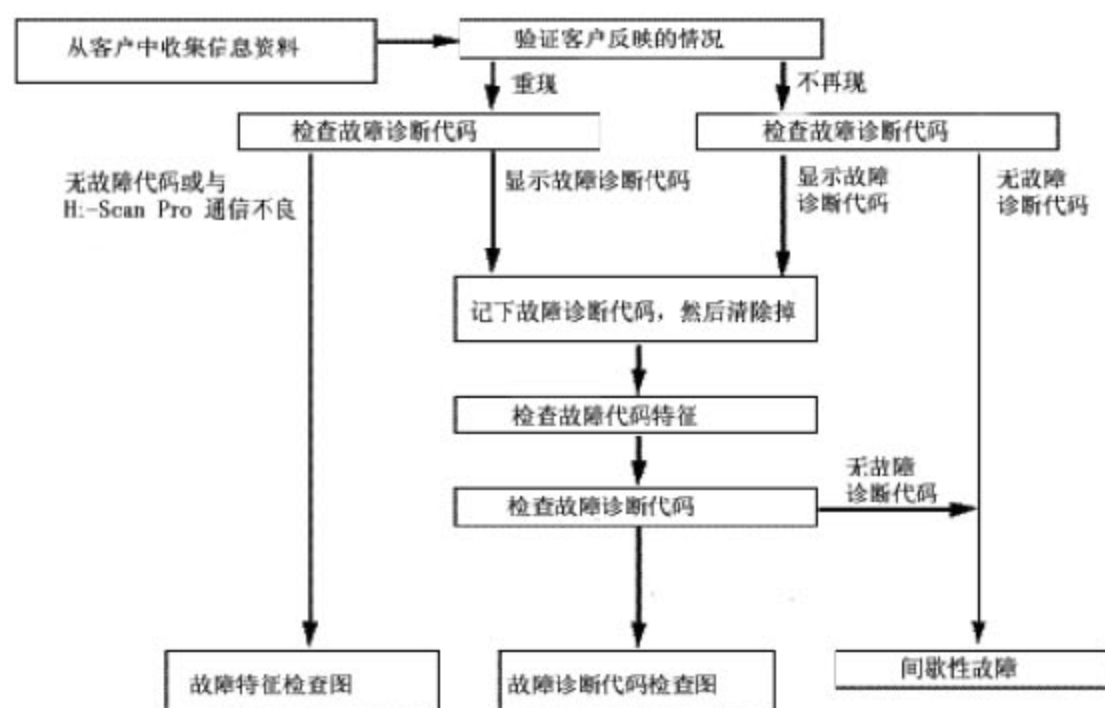 从客户中收集信息资料
验证客户反映的情况
重现
不再现
检查故障诊断代码
检查故障诊断代码
无故障代码或与
H:-Scan Pro 通信不良
显示故障诊断代码
显示故障
诊断代码
无故障
诊断代码
记下故障诊断代码，然后清除掉
检查故障代码特征
检查故障诊断代码
无故障
诊断代码
故障特征检查图
故障诊断代码检查图
间歇性故障